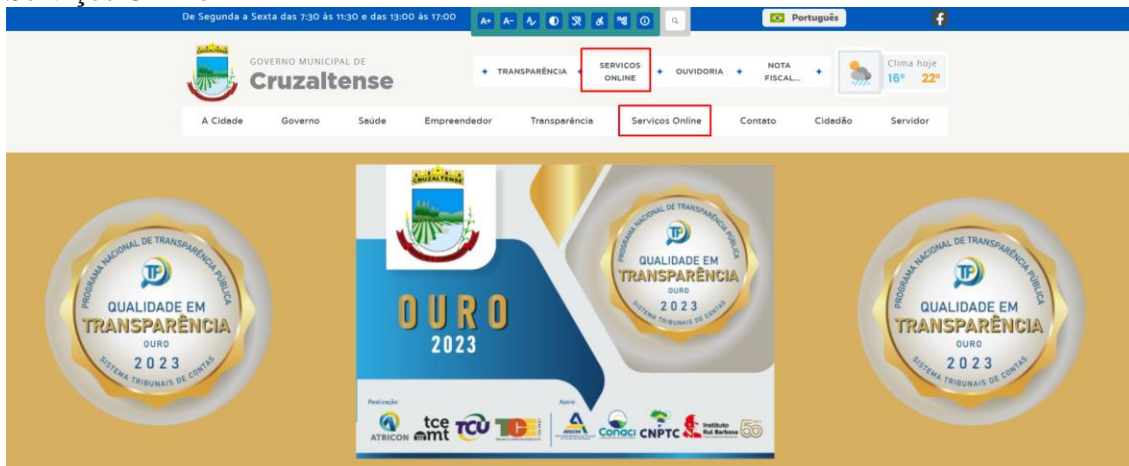 De Segunda a Sexta das 7:30 às 11:30 e das 13:00 às 17:00
A+ A-
Português
GOVERNO MUNICIPAL DE
Cruzaltense
TRANSPARÊNCIA
SERVICOS
ONLINE
OUVIDORIA
NOTA
FISCAL...
Clima hoje
16° 22°
A Cidade Governo Saúde Empreendedor Transparência Servicos Online Contato Cidadão Servidor
PROGRAMA NACIONAL DE TRANSPARÊNCIA PÚBLICA
TP
QUALIDADE EM
TRANSPARÊNCIA
OURO
2023
SISTEMA TRIBUNAIS DE CONTAS
CRUZALTENSE
OURO
2023
PROGRAMA NACIONAL DE TRANSPARÊNCIA PÚBLICA
TP
QUALIDADE EM
TRANSPARÊNCIA
OURO
2023
SISTEMA TRIBUNAIS DE CONTAS
Realização
ATRICON
tce
mt
TCU
TCE
Apoio
Conaci
CNPTC
Instituto
Rui Barbosa
PROGRAMA NACIONAL DE TRANSPARÊNCIA PÚBLICA
TP
QUALIDADE EM
TRANSPARÊNCIA
OURO
2023
SISTEMA TRIBUNAIS DE CONTAS